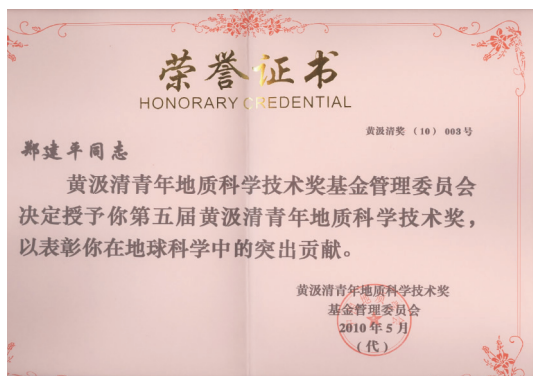 荣誉证书
HONORARY CREDENTIAL
黄汲清奖 （10） 003号
郑建平同志
黄汲清青年地质科学技术奖基金管理委员会
决定授予你第五届黄汲清青年地质科学技术奖，
以表彰你在地球科学中的突出贡献。
黄汲清青年地质科学技术奖
基金管理委员会
2010年5月
（代）